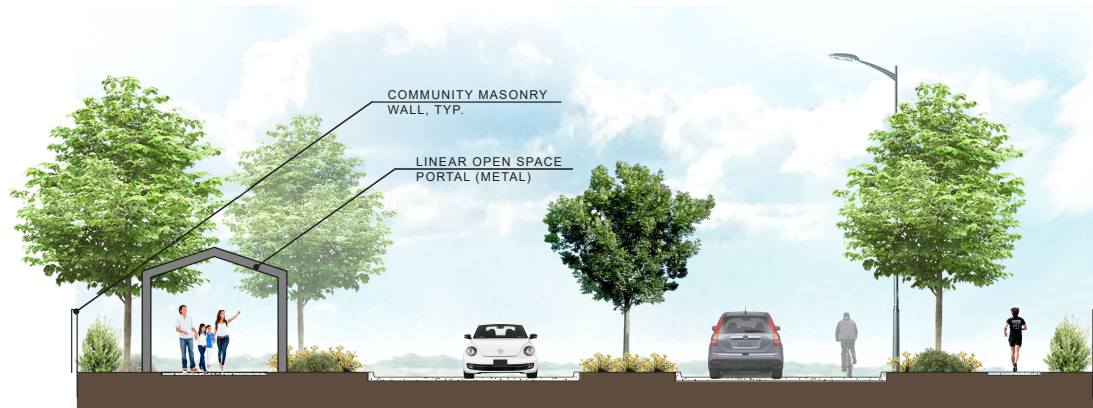 COMMUNITY MASONRY
WALL, TYP.
LINEAR OPEN SPACE
PORTAL (METAL)